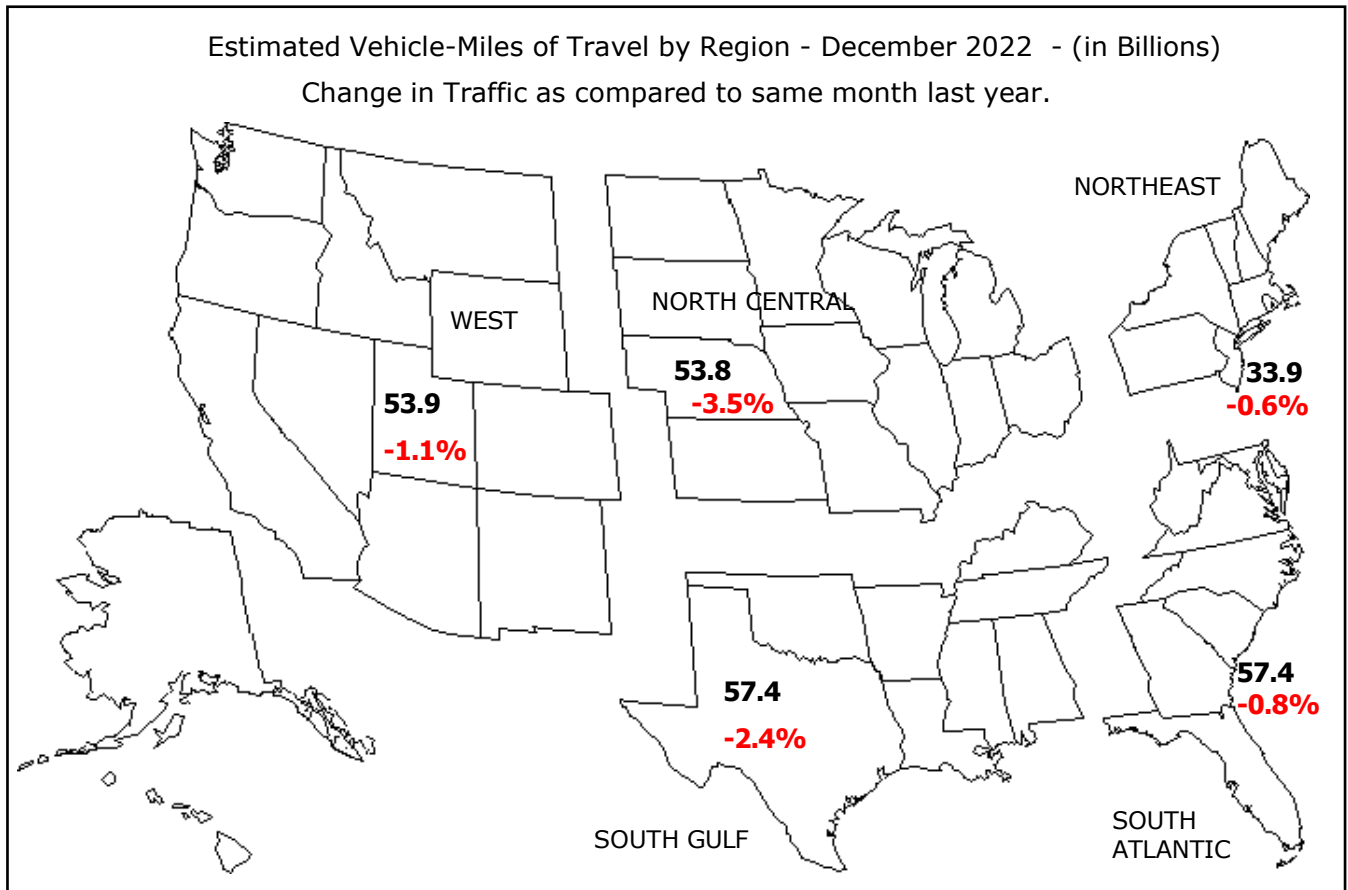 Estimated Vehicle-Miles of Travel by Region - December 2022 - (in Billions)
Change in Traffic as compared to same month last year.
NORTHEAST
33.9
-0.6%
NORTH CENTRAL
53.8
-3.5%
WEST
53.9
-1.1%
SOUTH GULF
57.4
-2.4%
SOUTH
ATLANTIC
57.4
-0.8%